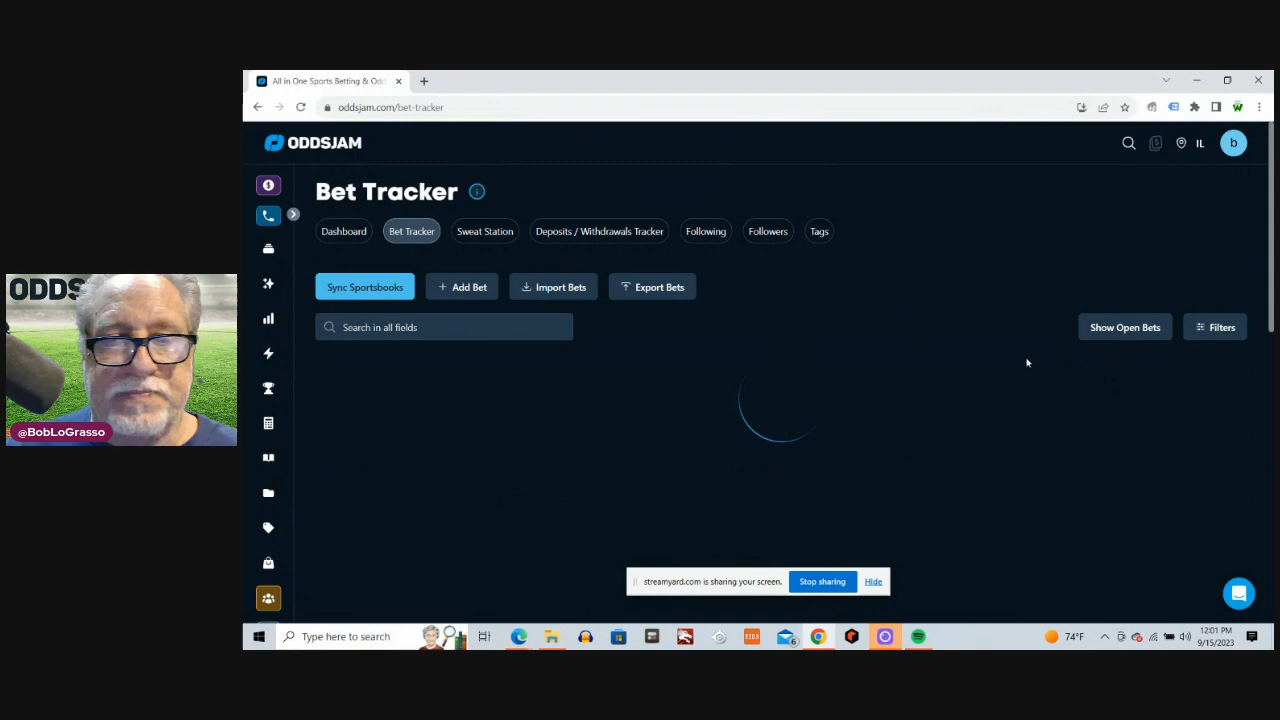 All in One Sports Betting & Odd
oddsjam.com/bet-tracker
ODDSJAM
IL
b
Bet Tracker
Dashboard
Bet Tracker
Sweat Station
Deposits / Withdrawals Tracker
Following
Followers
Tags
Sync Sportsbooks
+ Add Bet
Import Bets
Export Bets
Search in all fields
Show Open Bets
Filters
ODDS
@BobLoGrasso
streamyard.com is sharing your screen.
Stop sharing
Hide
Type here to search
EID3
6
74°F
12:01 PM
9/15/2023